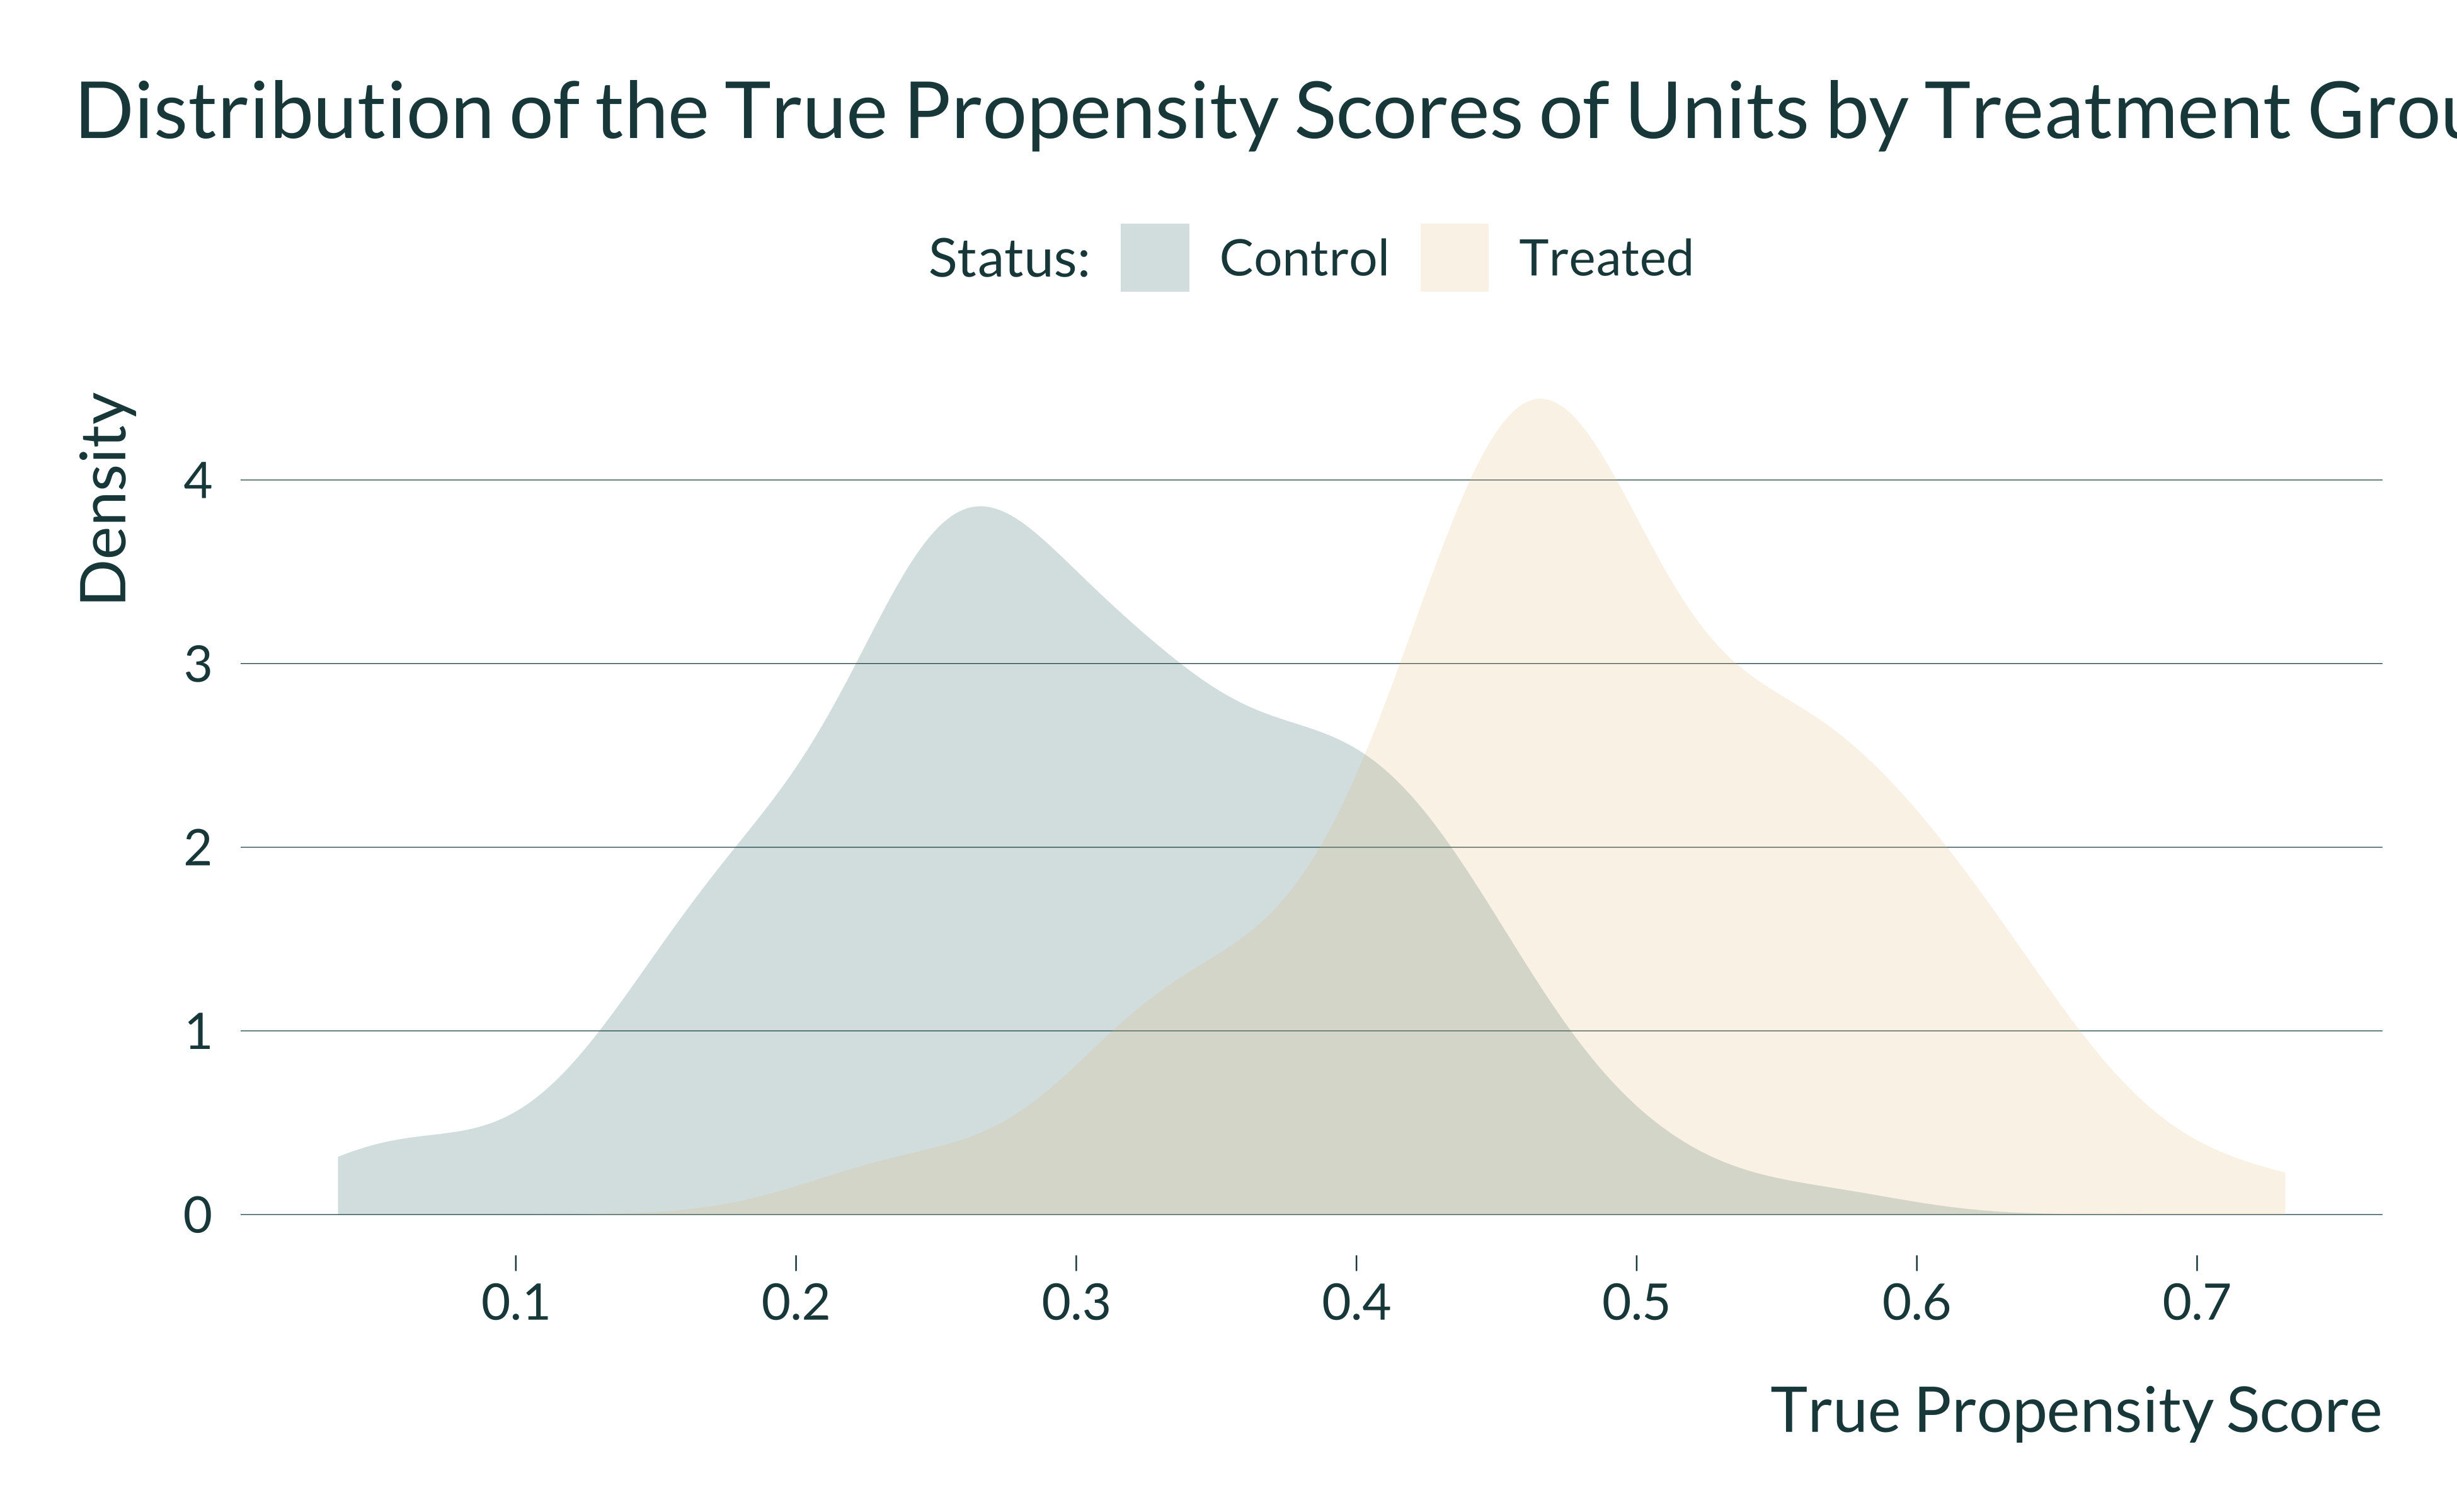 Distribution of the True Propensity Scores of Units by Treatment Grou
Status: Control Treated
Density
4
3
2
1
0
0.1 0.2 0.3 0.4 0.5 0.6 0.7
True Propensity Score